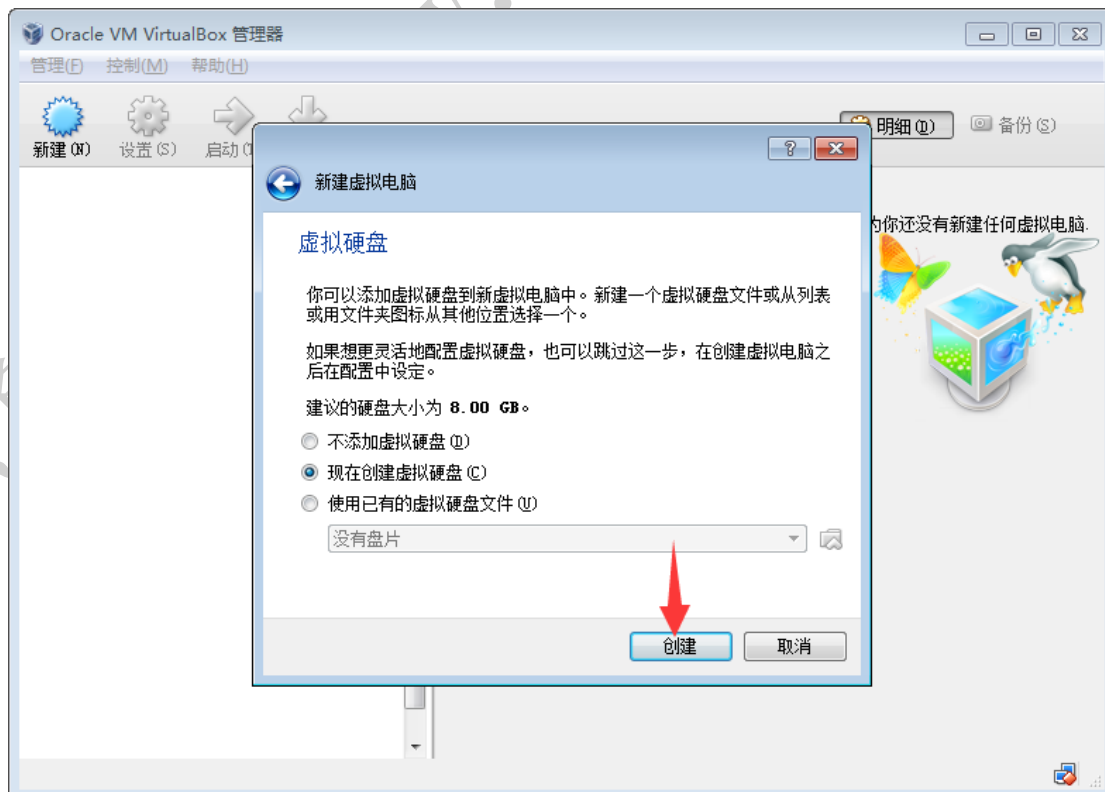 Oracle VM VirtualBox 管理器
管理(F) 控制(M) 帮助(H)
新建(N) 设置(S) 启动(T 明细(D) 备份(S)
新建虚拟电脑
你还没有新建任何虚拟电脑.
虚拟硬盘
你可以添加虚拟硬盘到新虚拟电脑中。新建一个虚拟硬盘文件或从列表
或用文件夹图标从其他位置选择一个。
如果想更灵活地配置虚拟硬盘，也可以跳过这一步，在创建虚拟电脑之
后在配置中设定。
建议的硬盘大小为 8.00 GB。
不添加虚拟硬盘(D)
现在创建虚拟硬盘(C)
使用已有的虚拟硬盘文件(U)
没有盘片
创建 取消